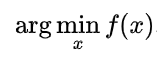 arg min f(x).
x